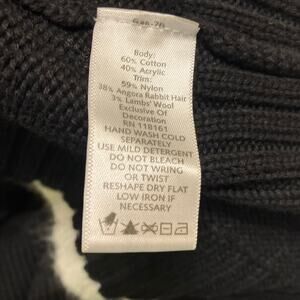 Body:
60% Cotton
40% Acrylic
Trim:
59% Nylon
38% Angora Rabbit Hair
3% Lambs' Wool
Exclusive Of
Decoration
RN 118161
HAND WASH COLD
SEPARATELY
USE MILD DETERGENT
DO NOT BLEACH
DO NOT WRING
OR TWIST
RESHAPE DRY FLAT
LOW IRON IF
NECESSARY